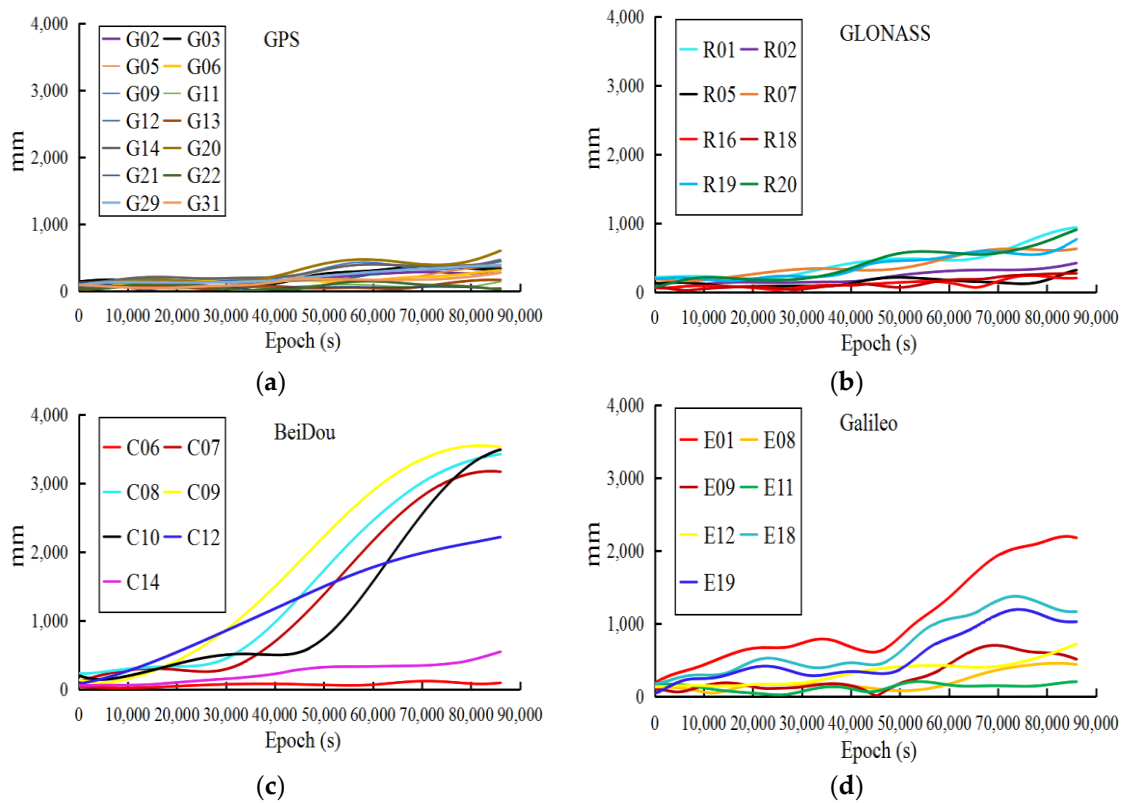 GPS
4,000
3,000
2,000
1,000
0
mm
G02 G03
G05 G06
G09 G11
G12 G13
G14 G20
G21 G22
G29 G31
0 10,000 20,000 30,000 40,000 50,000 60,000 70,000 80,000 90,000
Epoch (s)
(a)
GLONASS
4,000
3,000
2,000
1,000
0
mm
R01 R02
R05 R07
R16 R18
R19 R20
0 10,000 20,000 30,000 40,000 50,000 60,000 70,000 80,000 90,000
Epoch (s)
(b)
BeiDou
4,000
3,000
2,000
1,000
0
mm
C06 C07
C08 C09
C10 C12
C14
0 10,000 20,000 30,000 40,000 50,000 60,000 70,000 80,000 90,000
Epoch (s)
(c)
Galileo
4,000
3,000
2,000
1,000
0
mm
E01 E08
E09 E11
E12 E18
E19
0 10,000 20,000 30,000 40,000 50,000 60,000 70,000 80,000 90,000
Epoch (s)
(d)